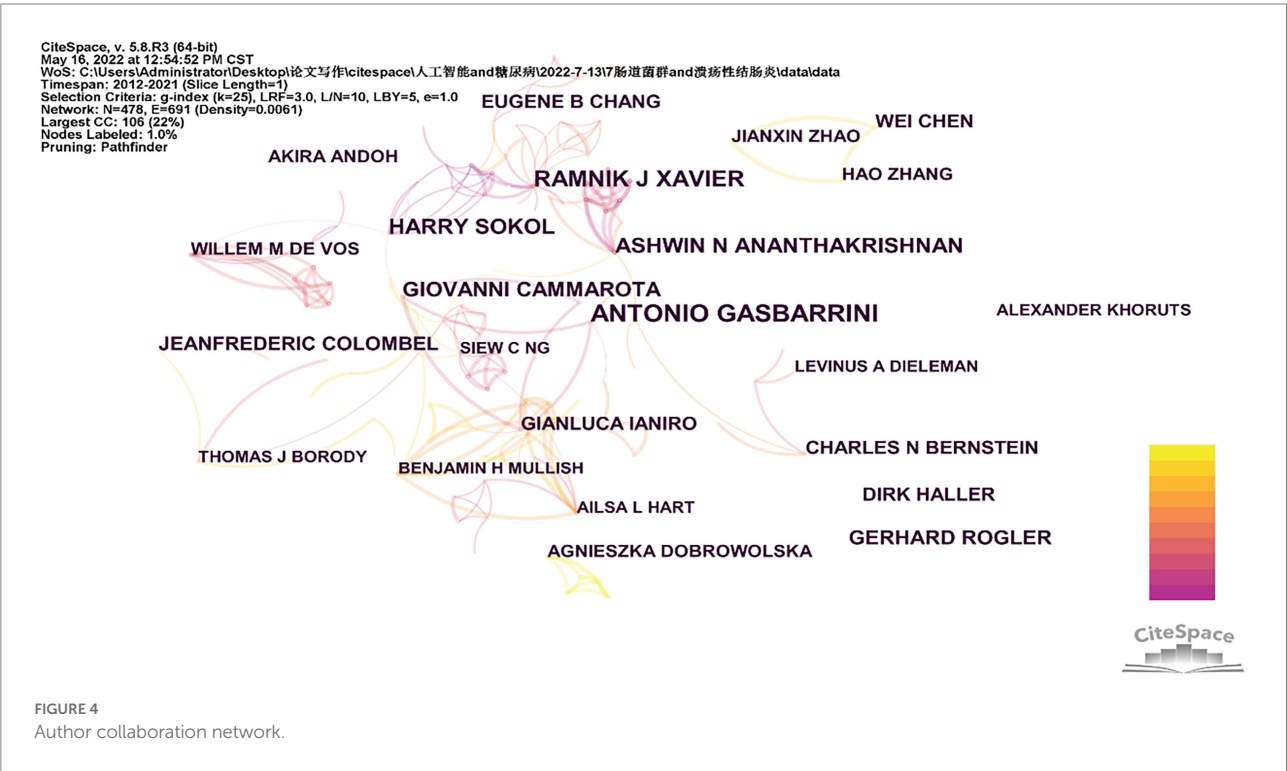 CiteSpace, v. 5.8.R3 (64-bit)
May 16, 2022 at 12:54:52 PM CST
WoS: C:\Users\Administrator\Desktop\论文写作\citespace\人工智能and糖尿病\2022-7-13\7肠道菌群and溃疡性结肠炎\data\data
Timespan: 2012-2021 (Slice Length=1)
Selection Criteria: g-index (k=25), LRF=3.0, L/N=10, LBY=5, e=1.0
Network: N=478, E=691 (Density=0.0061)
Largest CC: 106 (22%)
Nodes Labeled: 1.0%
Pruning: Pathfinder
EUGENE B CHANG
WEI CHEN
JIANXIN ZHAO
AKIRA ANDOH
HAO ZHANG
RAMNIK J XAVIER
HARRY SOKOL
ASHWIN N ANANTHAKRISHNAN
WILLEM M DE VOS
GIOVANNI CAMMAROTA
ANTONIO GASBARRINI
ALEXANDER KHORUTS
JEANFREDERIC COLOMBEL
SIEW C NG
LEVINUS A DIELEMAN
GIANLUCA IANIRO
CHARLES N BERNSTEIN
THOMAS J BORODY
BENJAMIN H MULLISH
DIRK HALLER
AILSA L HART
GERHARD ROGLER
AGNIESZKA DOBROWOLSKA
CiteSpace
FIGURE 4
Author collaboration network.